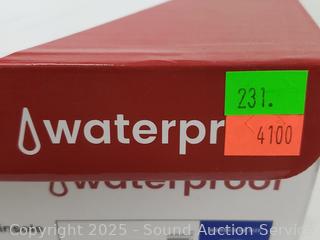 231.
waterpr
4100
waterproof
Copyright 2025 - Sound Auction Service